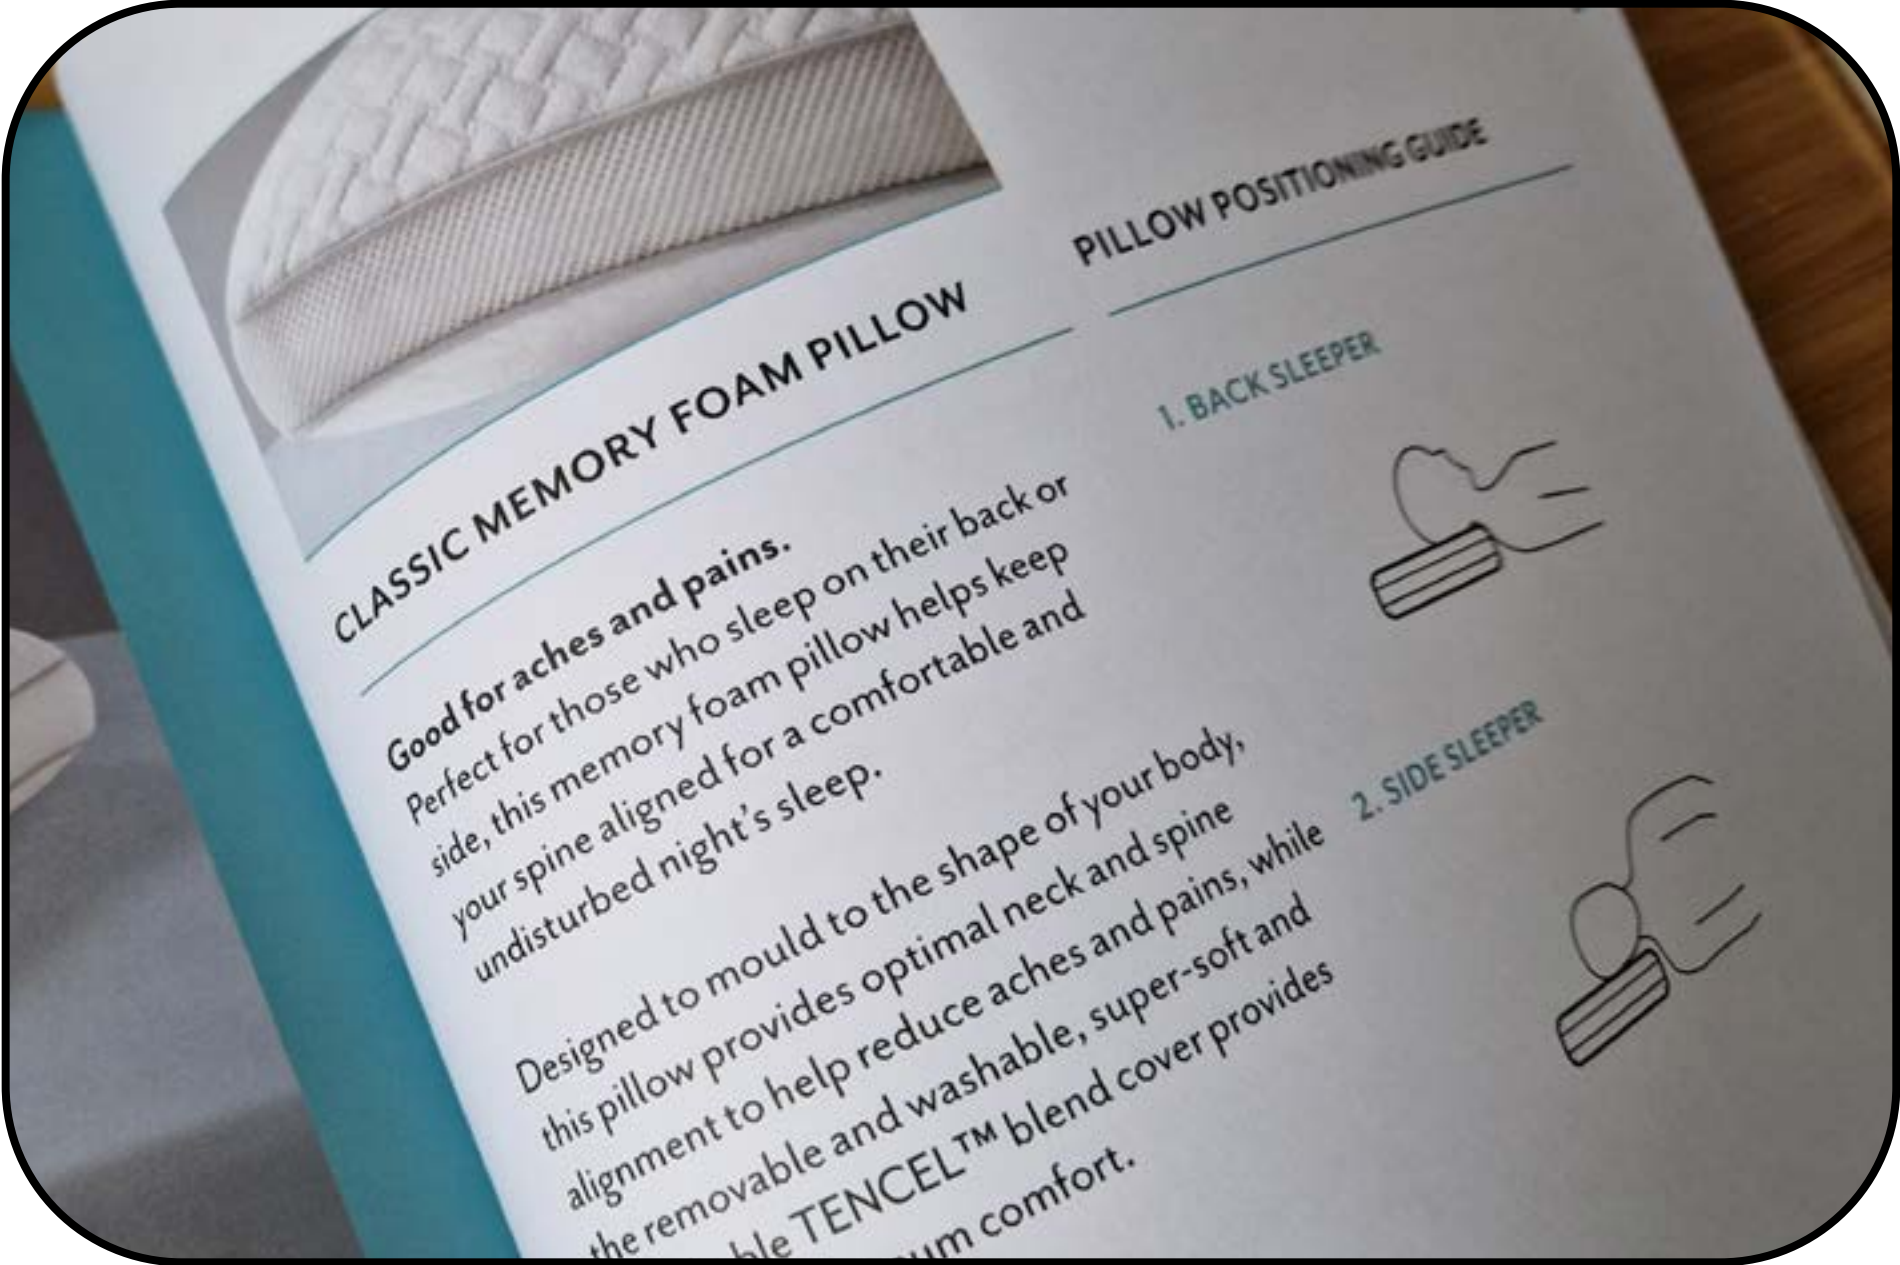 CLASSIC MEMORY FOAM PILLOW
Good for aches and pains.
Perfect for those who sleep on their back or
side, this memory foam pillow helps keep
your spine aligned for a comfortable and
undisturbed night's sleep.
Designed to mould to the shape of your body,
this pillow provides optimal neck and spine
alignment to help reduce aches and pains, while
the removable and washable, super-soft and
TENCEL™ blend cover provides
comfort.
PILLOW POSITIONING GUIDE
1. BACK SLEEPER
2. SIDE SLEEPER